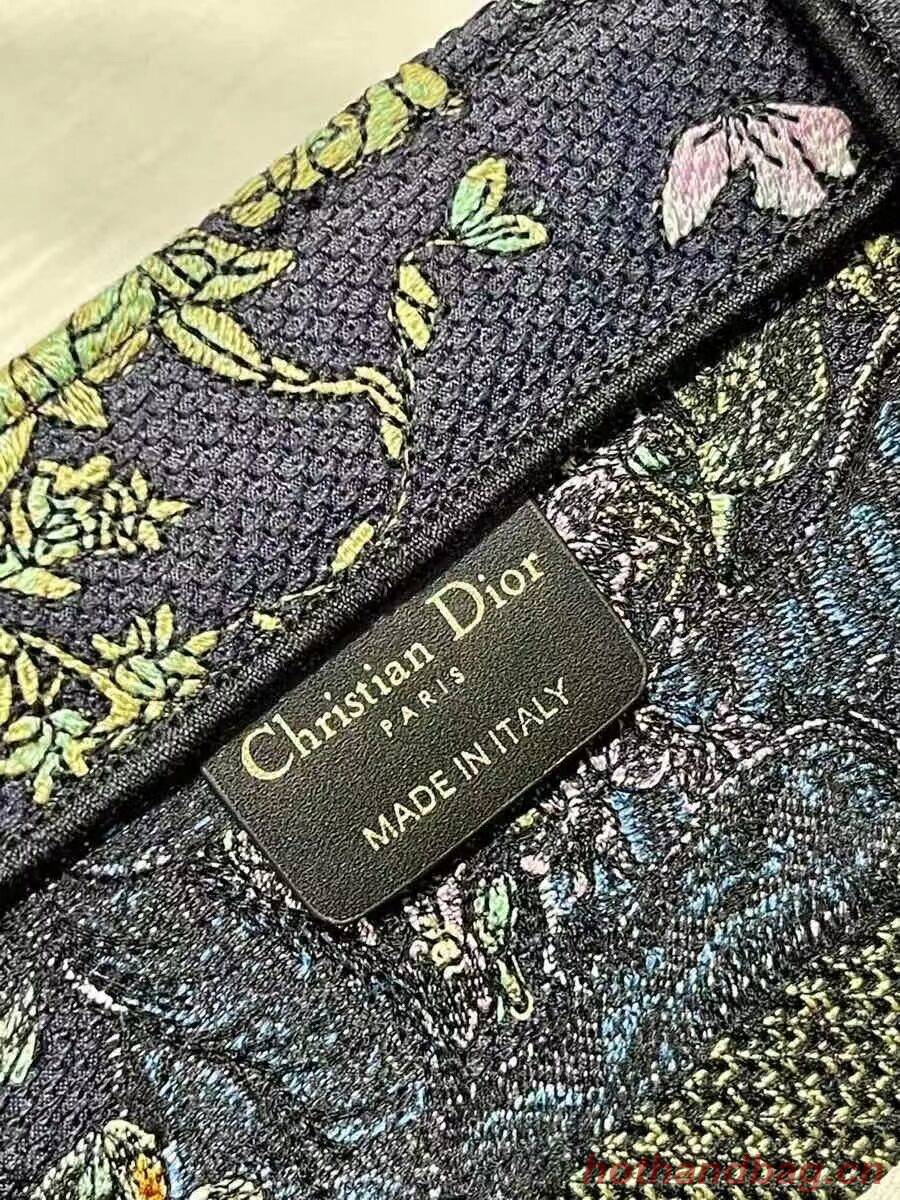 Christian Dior
PARIS
MADE IN ITALY
hothandbag.cn